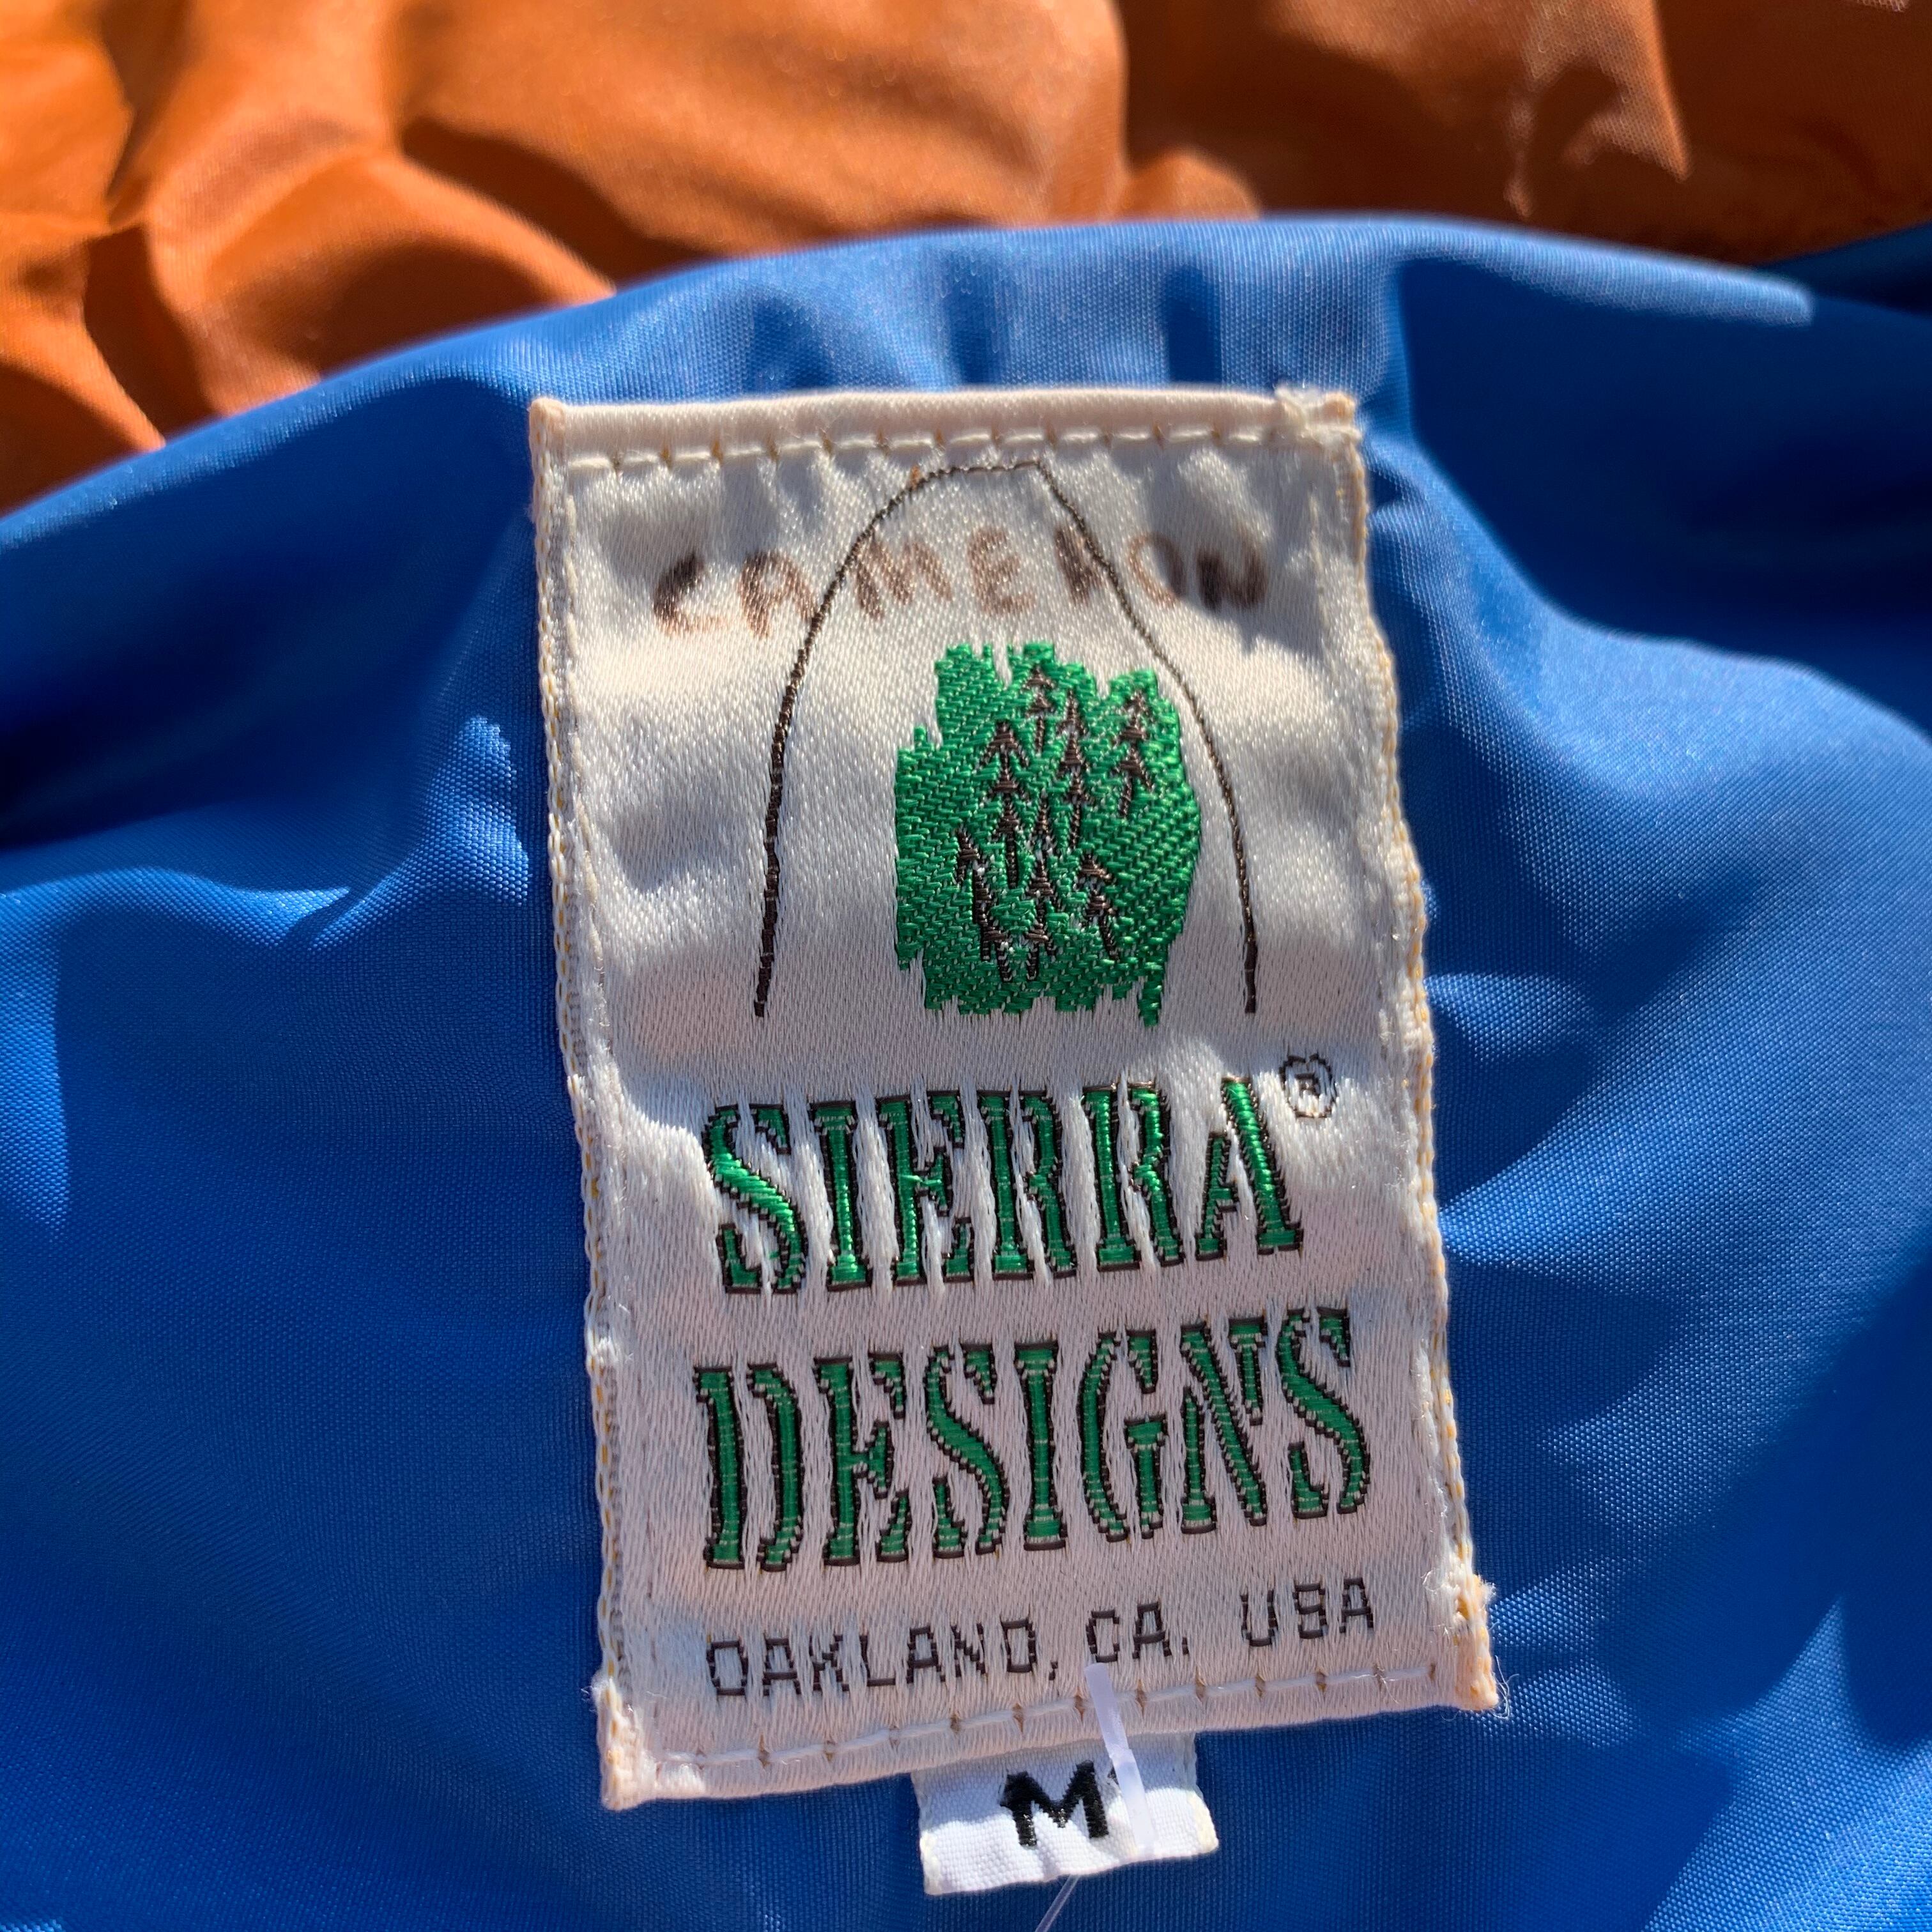 CAMERON
SIERRA®
DESIGNS
OAKLAND, CA. USA
M